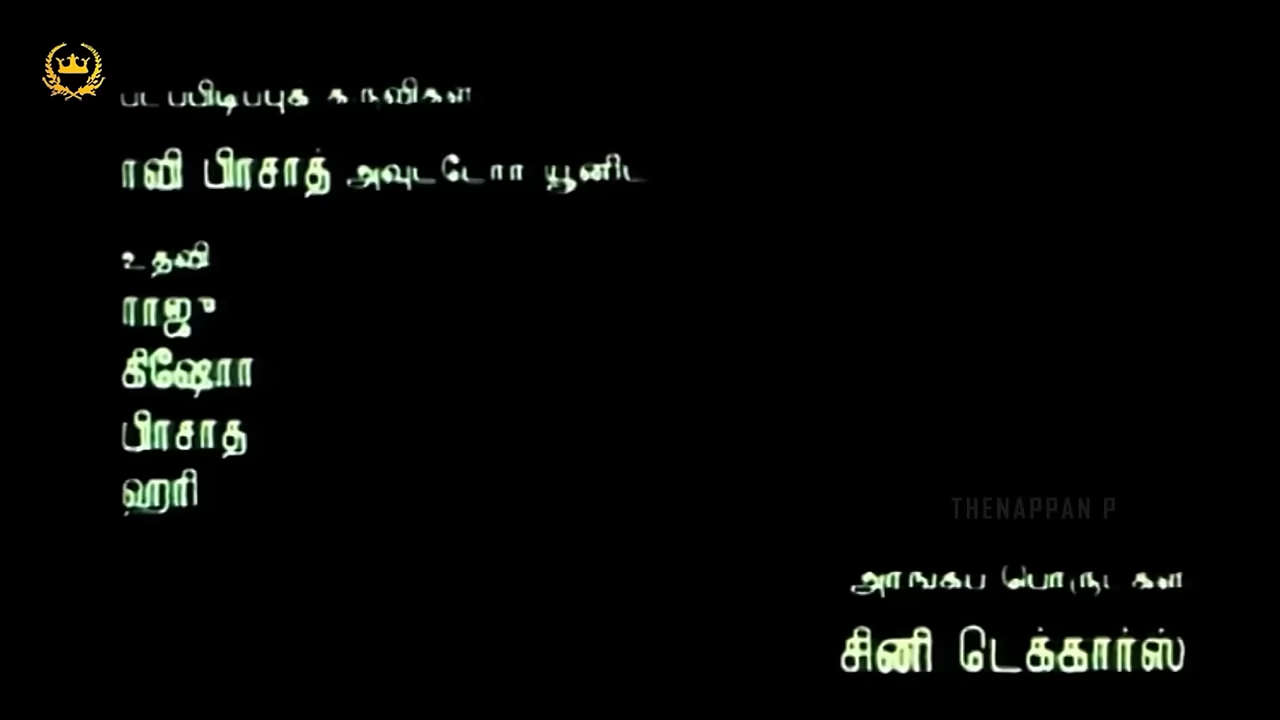 படப்பிடிப்புக் கருவிகள்
ரவி பிரசாத் அவுட்டோர் யூனிட்
உதவி
ராஜு
கிஷோர்
பிரசாத்
ஹரி
THENAPPAN P
அரங்கப் பொருட்கள்
சினி டெக்கார்ஸ்